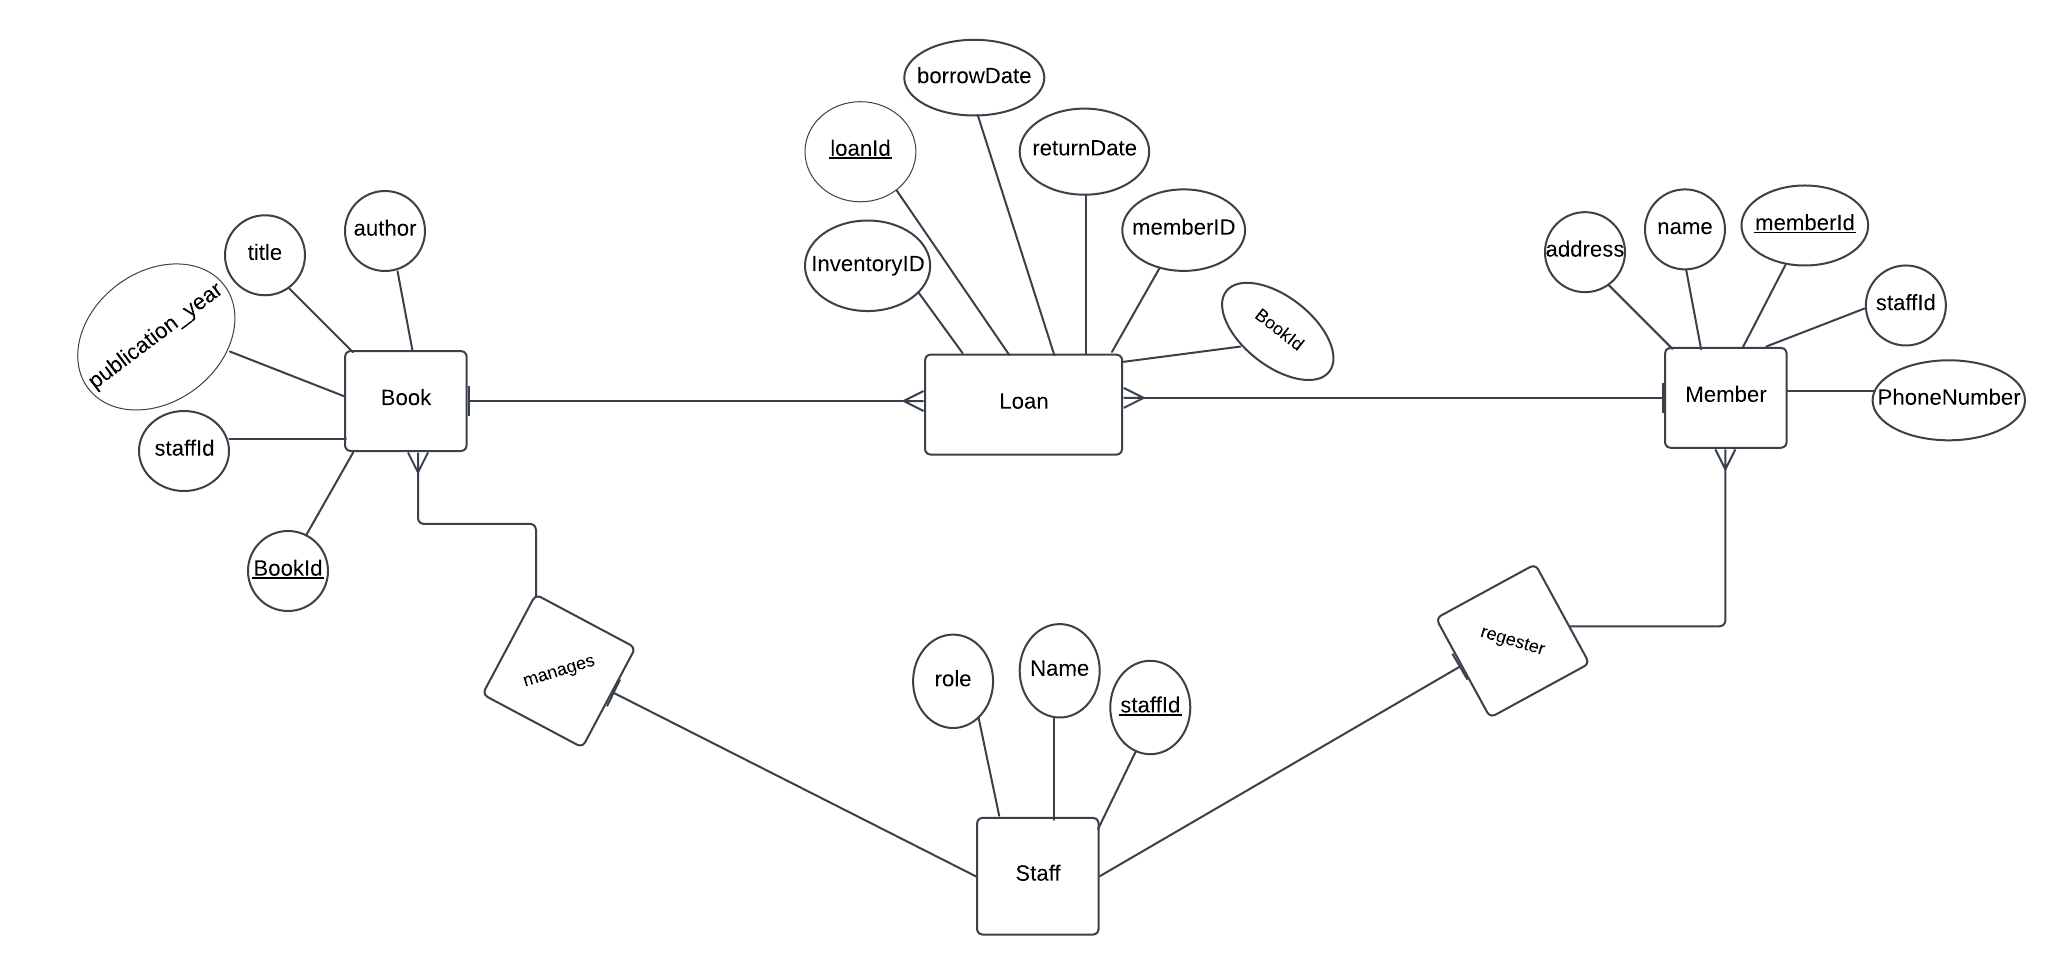 borrowDate
loanId
returnDate
author
title
InventoryID
memberID
address
name
memberId
publication_year
BookId
staffId
Book
Loan
Member
PhoneNumber
staffId
BookId
manages
regester
role
Name
staffId
Staff